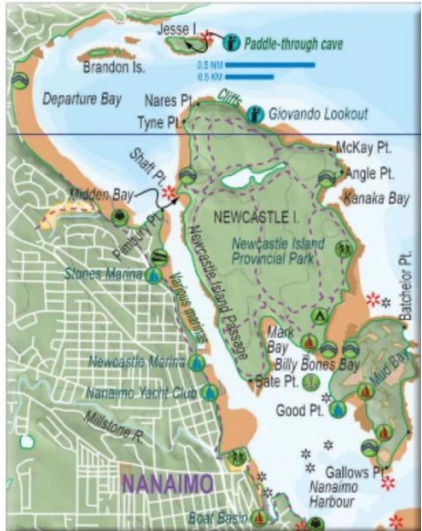 Jesse I.
Paddle-through cave
Brandon Is.
0.5 NM
0.5 KM
Departure Bay
Nares Pt.
Cliffs
Giovando Lookout
Tyne Pt.
McKay Pt.
Shaft Pt.
Angle Pt.
Midden Bay
Kanaka Bay
Pimbury Pt.
NEWCASTLE I.
Newcastle Island
Provincial Park
Stones Marina
Various marinas
Newcastle Island Passage
Batchelor Pt.
Mark
Bay
Billy Bones Bay
Mud Bay
Newcastle Marina
Bate Pt.
Nanaimo Yacht Club
Good Pt.
Millstone R.
Gallows Pt.
NANAIMO
Nanaimo
Harbour
Boat Basin